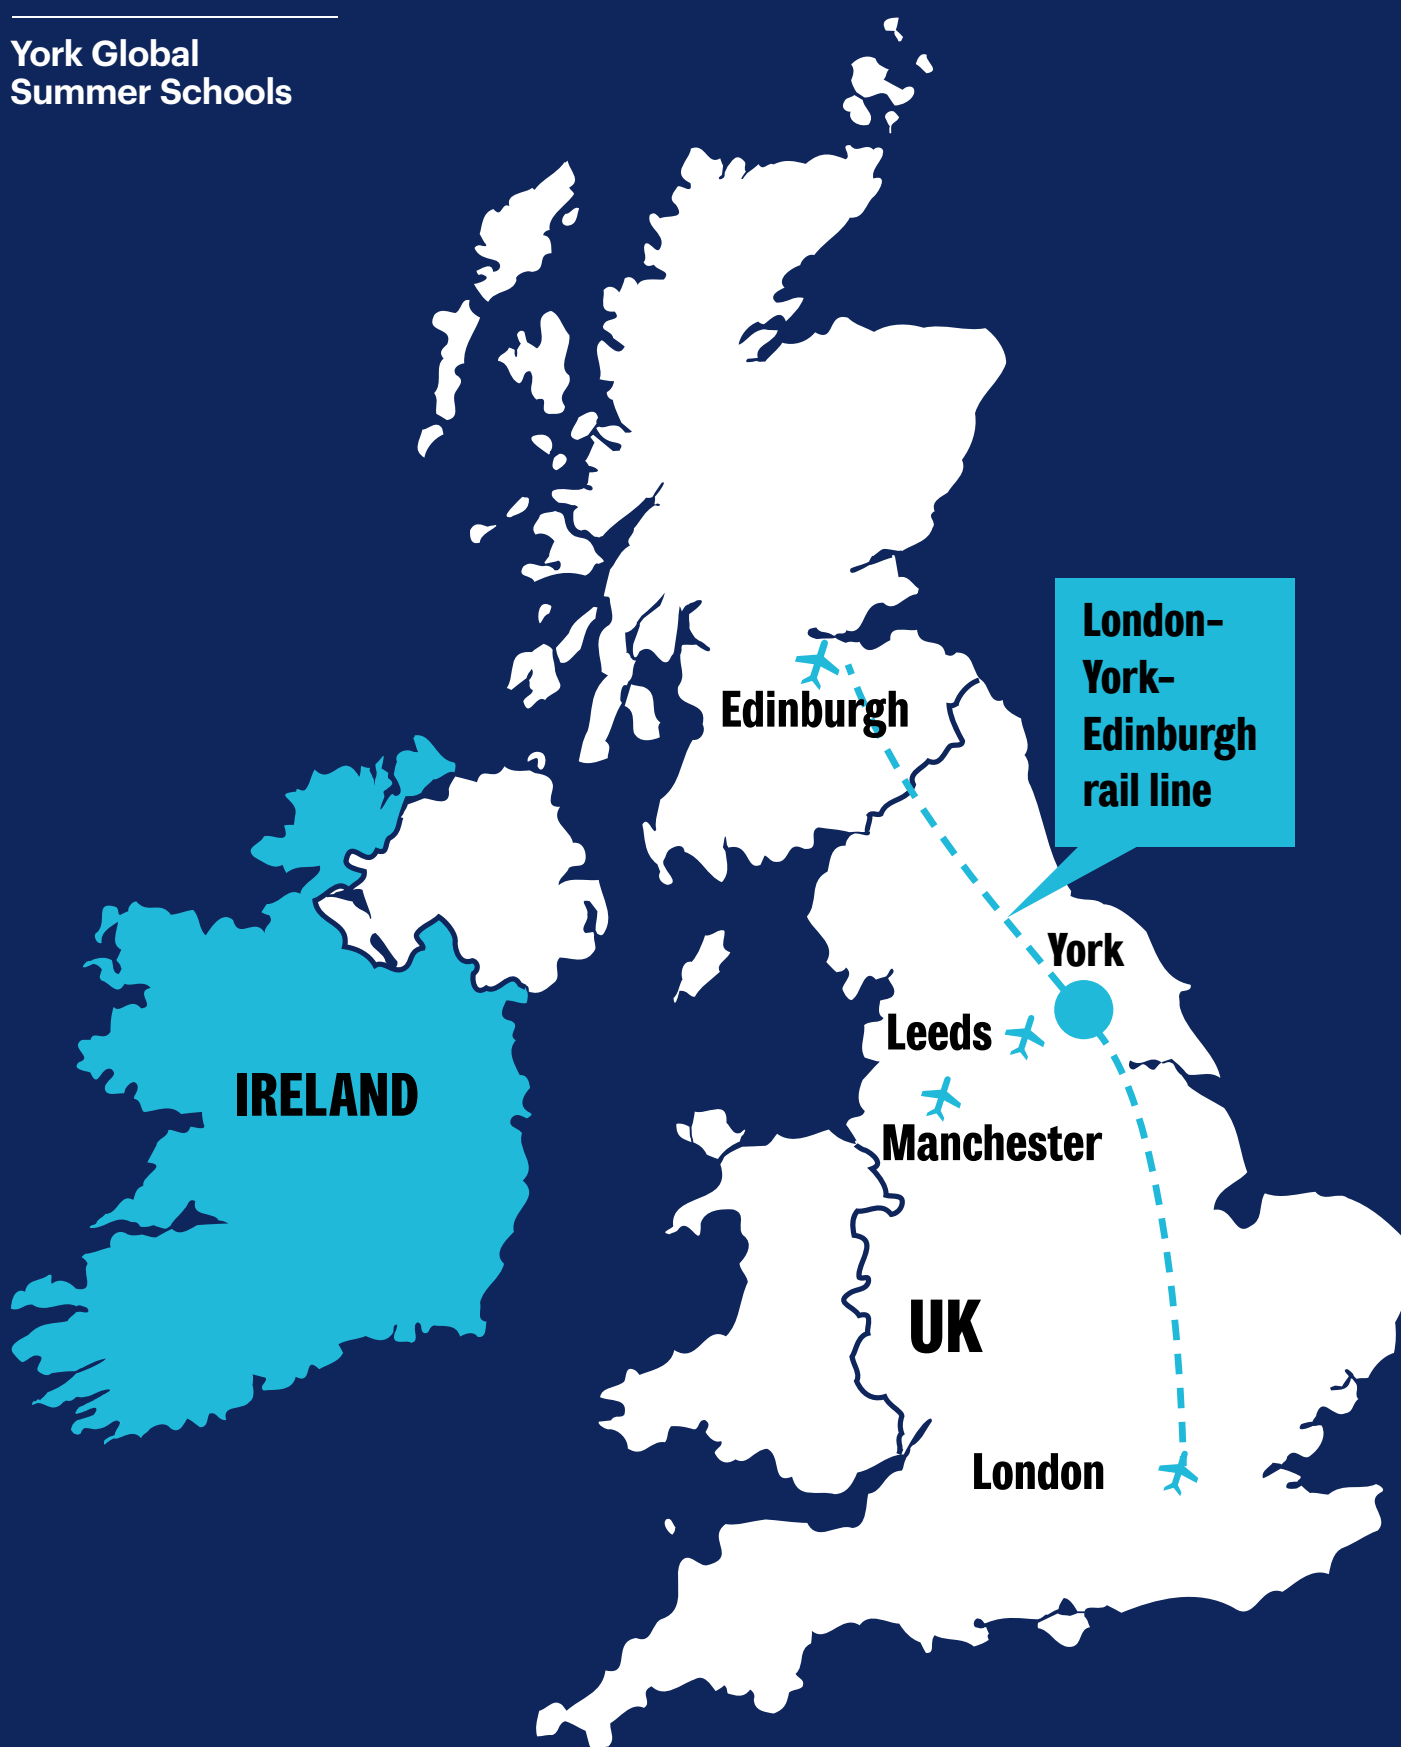 York Global
Summer Schools
London–
York–
Edinburgh
rail line
Edinburgh
York
Leeds
IRELAND
Manchester
UK
London